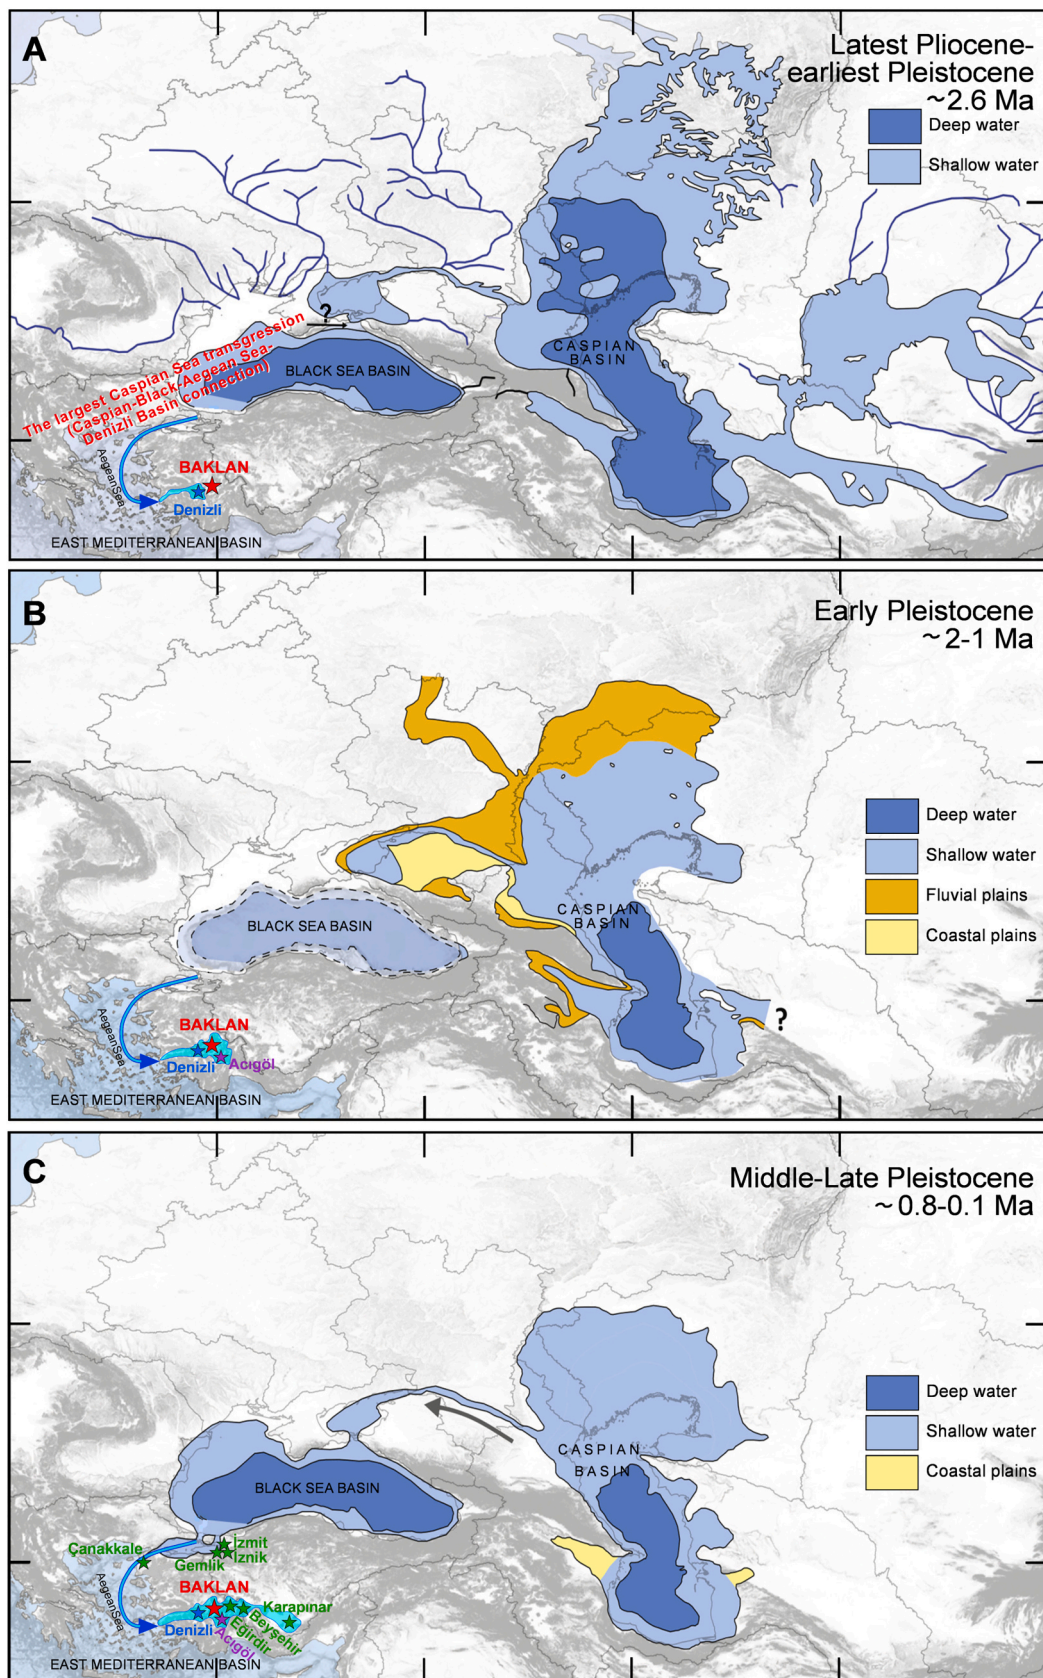 A
Latest Pliocene-
earliest Pleistocene
~2.6 Ma
Deep water
Shallow water
?
CASPIAN
BASIN
The largest Caspian Sea transgression
(Caspian-Black-Aegean Sea-
Denizli Basin connection)
BLACK SEA BASIN
Aegean Sea
BAKLAN
Denizli
EAST MEDITERRANEAN BASIN
B
Early Pleistocene
~2-1 Ma
Deep water
Shallow water
Fluvial plains
Coastal plains
CASPIAN
BASIN
BLACK SEA BASIN
Aegean Sea
BAKLAN
?
Denizli
Acıgöl
EAST MEDITERRANEAN BASIN
C
Middle-Late Pleistocene
~0.8-0.1 Ma
Deep water
Shallow water
Coastal plains
CASPIAN
BASIN
BLACK SEA BASIN
Çanakkale
İzmit
İznik
Gemlik
Aegean Sea
BAKLAN
Karapınar
Beyşehir
Eğirdir
Denizli
Acıgöl
EAST MEDITERRANEAN BASIN